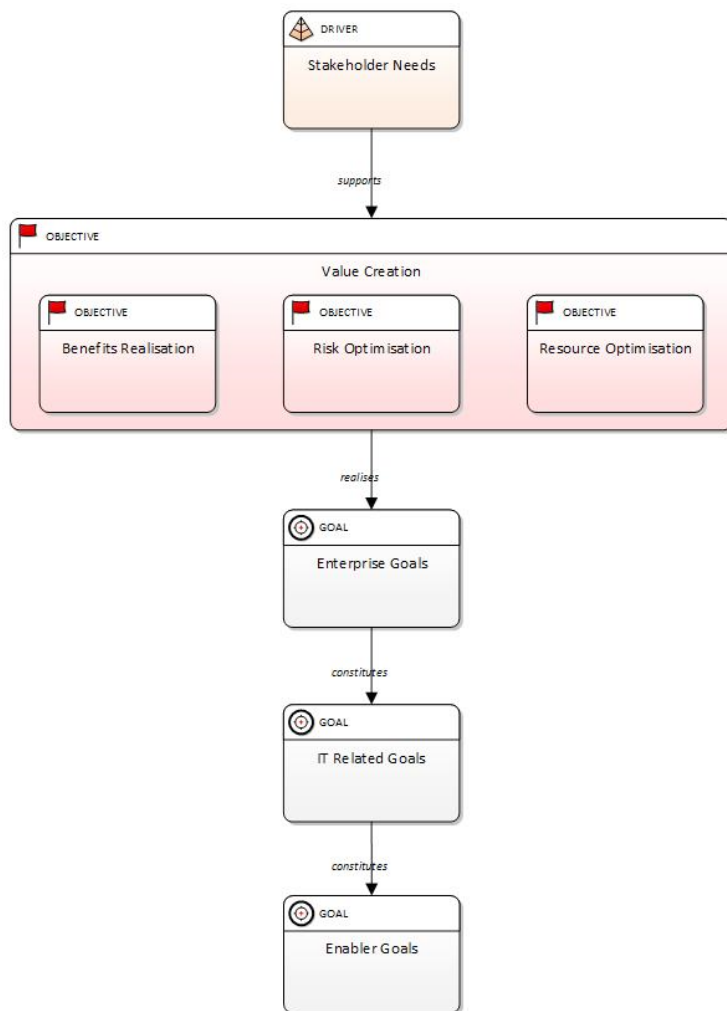 DRIVER
Stakeholder Needs
supports
OBJECTIVE
Value Creation
OBJECTIVE
Benefits Realisation
OBJECTIVE
Risk Optimisation
OBJECTIVE
Resource Optimisation
realises
GOAL
Enterprise Goals
constitutes
GOAL
IT Related Goals
constitutes
GOAL
Enabler Goals